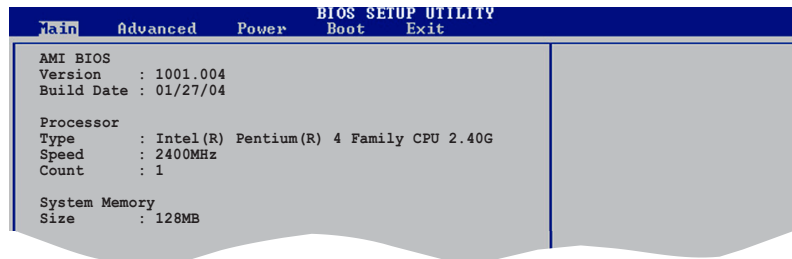 BIOS SETUP UTILITY
Main Advanced Power Boot Exit
AMI BIOS
Version : 1001.004
Build Date : 01/27/04
Processor
Type : Intel(R) Pentium(R) 4 Family CPU 2.40G
Speed : 2400MHz
Count : 1
System Memory
Size : 128MB